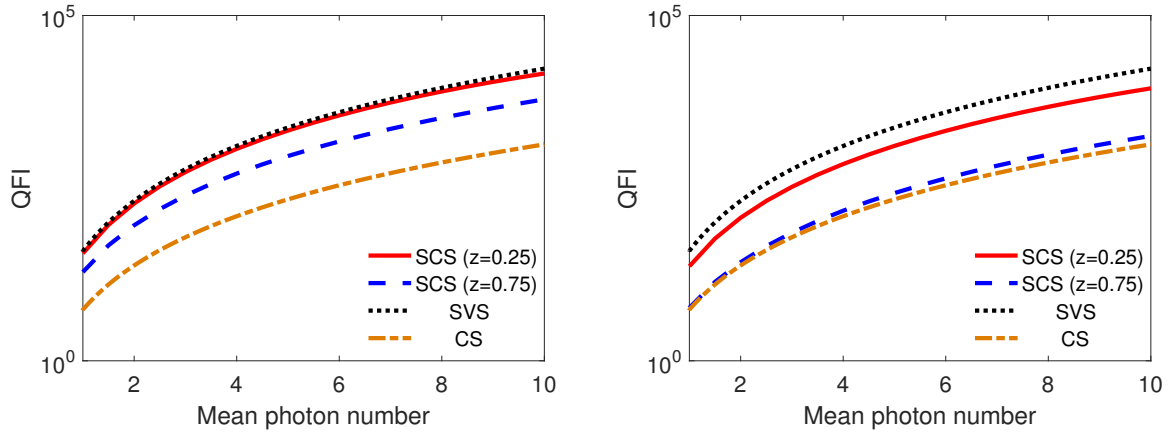 10^5
QFI
SCS (z=0.25)
SCS (z=0.75)
SVS
CS
10^0
2 4 6 8 10
Mean photon number
10^5
QFI
SCS (z=0.25)
SCS (z=0.75)
SVS
CS
10^0
2 4 6 8 10
Mean photon number